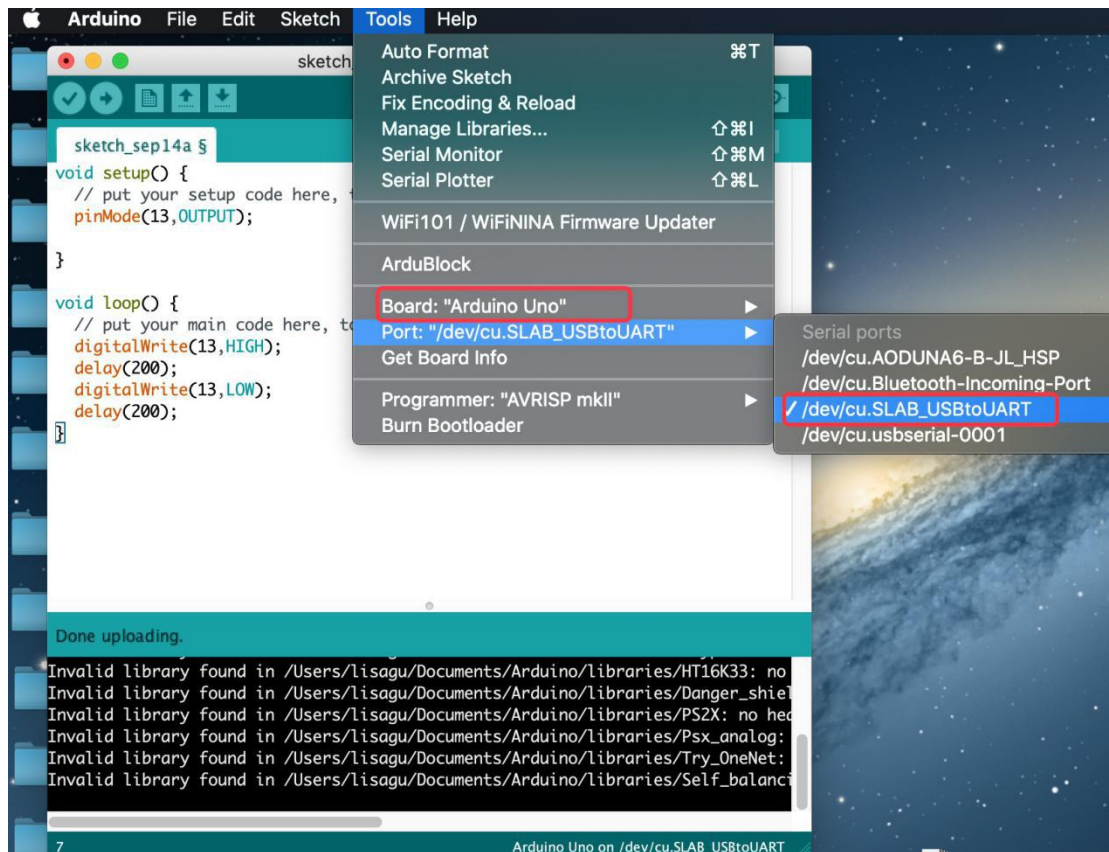 Arduino File Edit Sketch Tools Help
sketch_
Auto Format ⌘T
Archive Sketch
Fix Encoding & Reload
Manage Libraries... ⇧⌘I
Serial Monitor ⇧⌘M
Serial Plotter ⇧⌘L
WiFi101 / WiFiNINA Firmware Updater
ArduBlock
Board: "Arduino Uno" ▶
Port: "/dev/cu.SLAB_USBtoUART" ▶
Get Board Info
Programmer: "AVRISP mkII" ▶
Burn Bootloader
Serial ports
/dev/cu.AODUNA6-B-JL_HSP
/dev/cu.Bluetooth-Incoming-Port
✓ /dev/cu.SLAB_USBtoUART
/dev/cu.usbserial-0001
sketch_sep14a §
void setup() {
// put your setup code here,
pinMode(13,OUTPUT);
}
void loop() {
// put your main code here, to
digitalWrite(13,HIGH);
delay(200);
digitalWrite(13,LOW);
delay(200);
}
Done uploading.
Invalid library found in /Users/lisagu/Documents/Arduino/libraries/HT16K33: no
Invalid library found in /Users/lisagu/Documents/Arduino/libraries/Danger_shiel
Invalid library found in /Users/lisagu/Documents/Arduino/libraries/PS2X: no hea
Invalid library found in /Users/lisagu/Documents/Arduino/libraries/Psx_analog:
Invalid library found in /Users/lisagu/Documents/Arduino/libraries/Try_OneNet:
Invalid library found in /Users/lisagu/Documents/Arduino/libraries/Self_balanci
7 Arduino Uno on /dev/cu.SLAB_USBtoUART